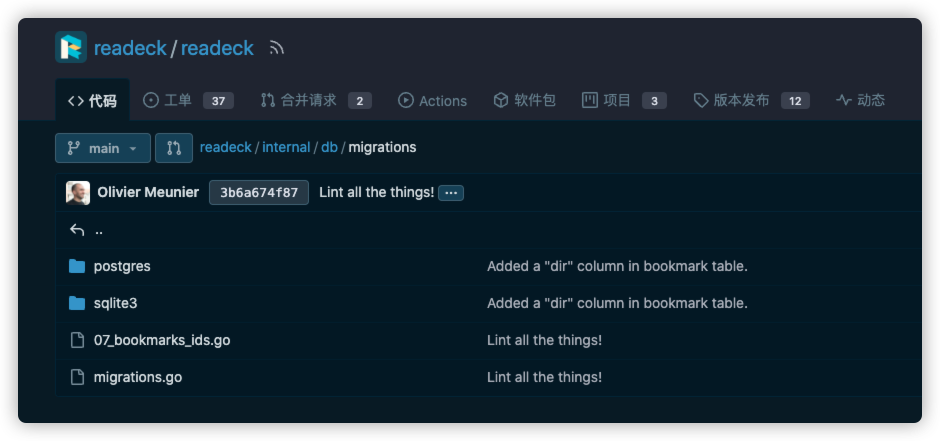 readeck/readeck
代码 工单 37 合并请求 2 Actions 软件包 项目 3 版本发布 12 动态
main readeck/internal/db/migrations
Olivier Meunier 3b6a674f87 Lint all the things! ...
..
postgres Added a "dir" column in bookmark table.
sqlite3 Added a "dir" column in bookmark table.
07_bookmarks_ids.go Lint all the things!
migrations.go Lint all the things!